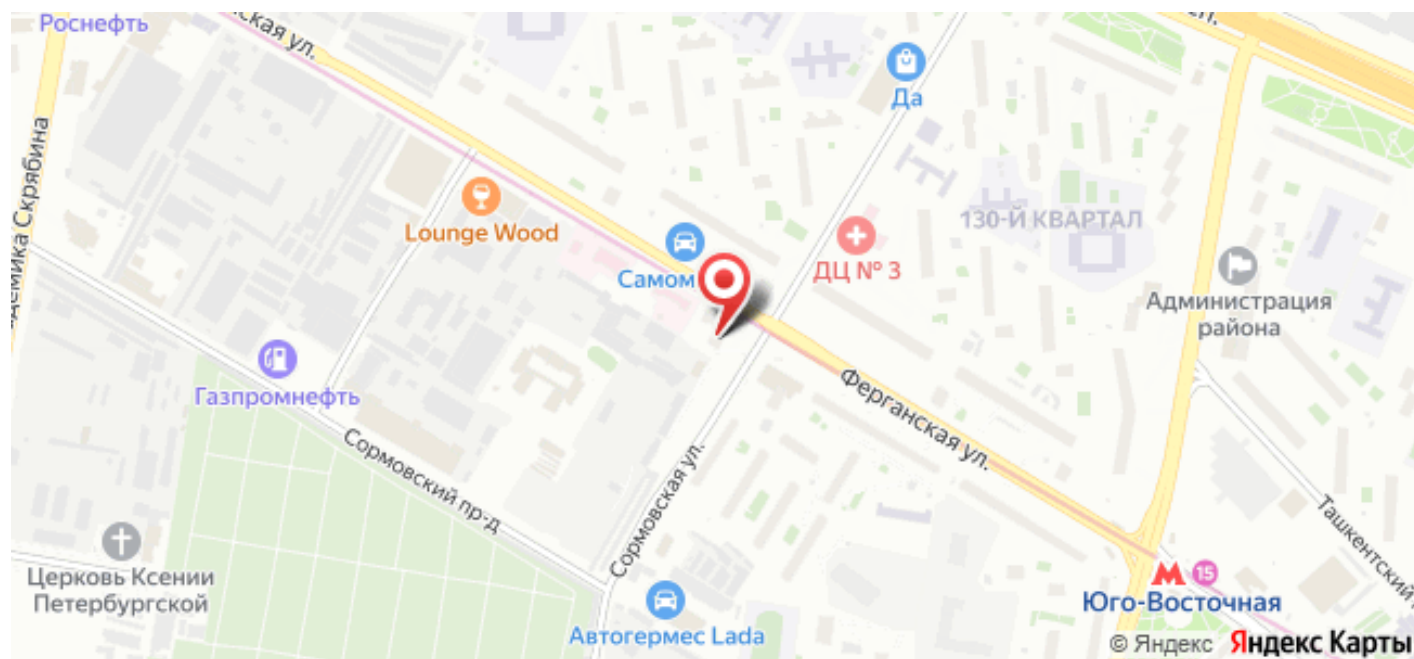 Роснефть
ская ул.
Да
адемика Скрябина
Lounge Wood
Самом
ДЦ № 3
130-Й КВАРТАЛ
Администрация
района
Газпромнефть
Ферганская ул.
Сормовский пр-д
Сормовская ул.
Ташкентский
Церковь Ксении
Петербургской
15
Юго-Восточная
Автогермес Lada
© Яндекс Яндекс Карты